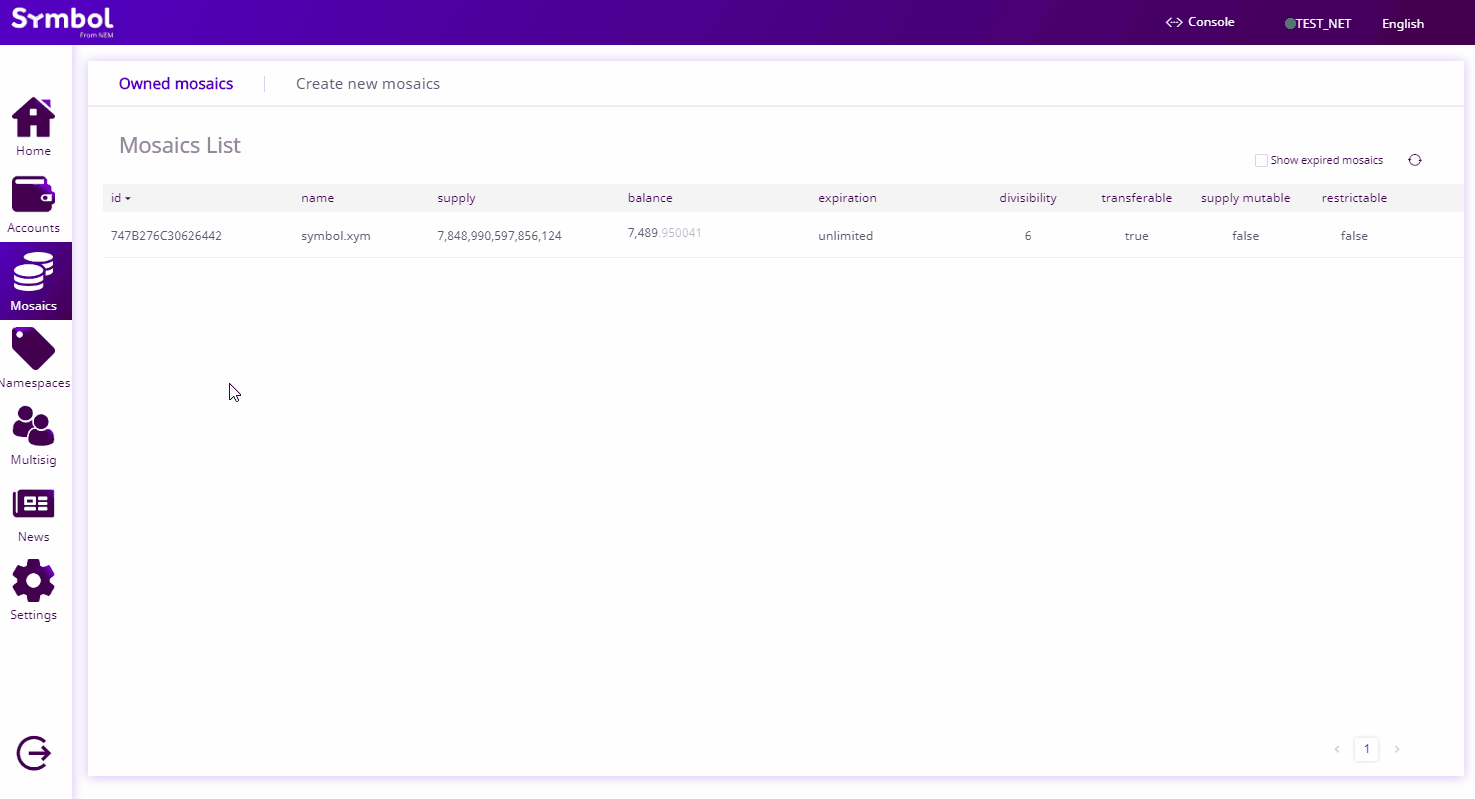 Symbol
From NEM
Console
TEST_NET
English
Owned mosaics
Create new mosaics
Home
Accounts
Mosaics
Namespaces
Multisig
News
Settings
Mosaics List
Show expired mosaics
id name supply balance expiration divisibility transferable supply mutable restrictable
747B276C30626442 symbol.xym 7,848,990,597,856,124 7,489.950041 unlimited 6 true false false
1